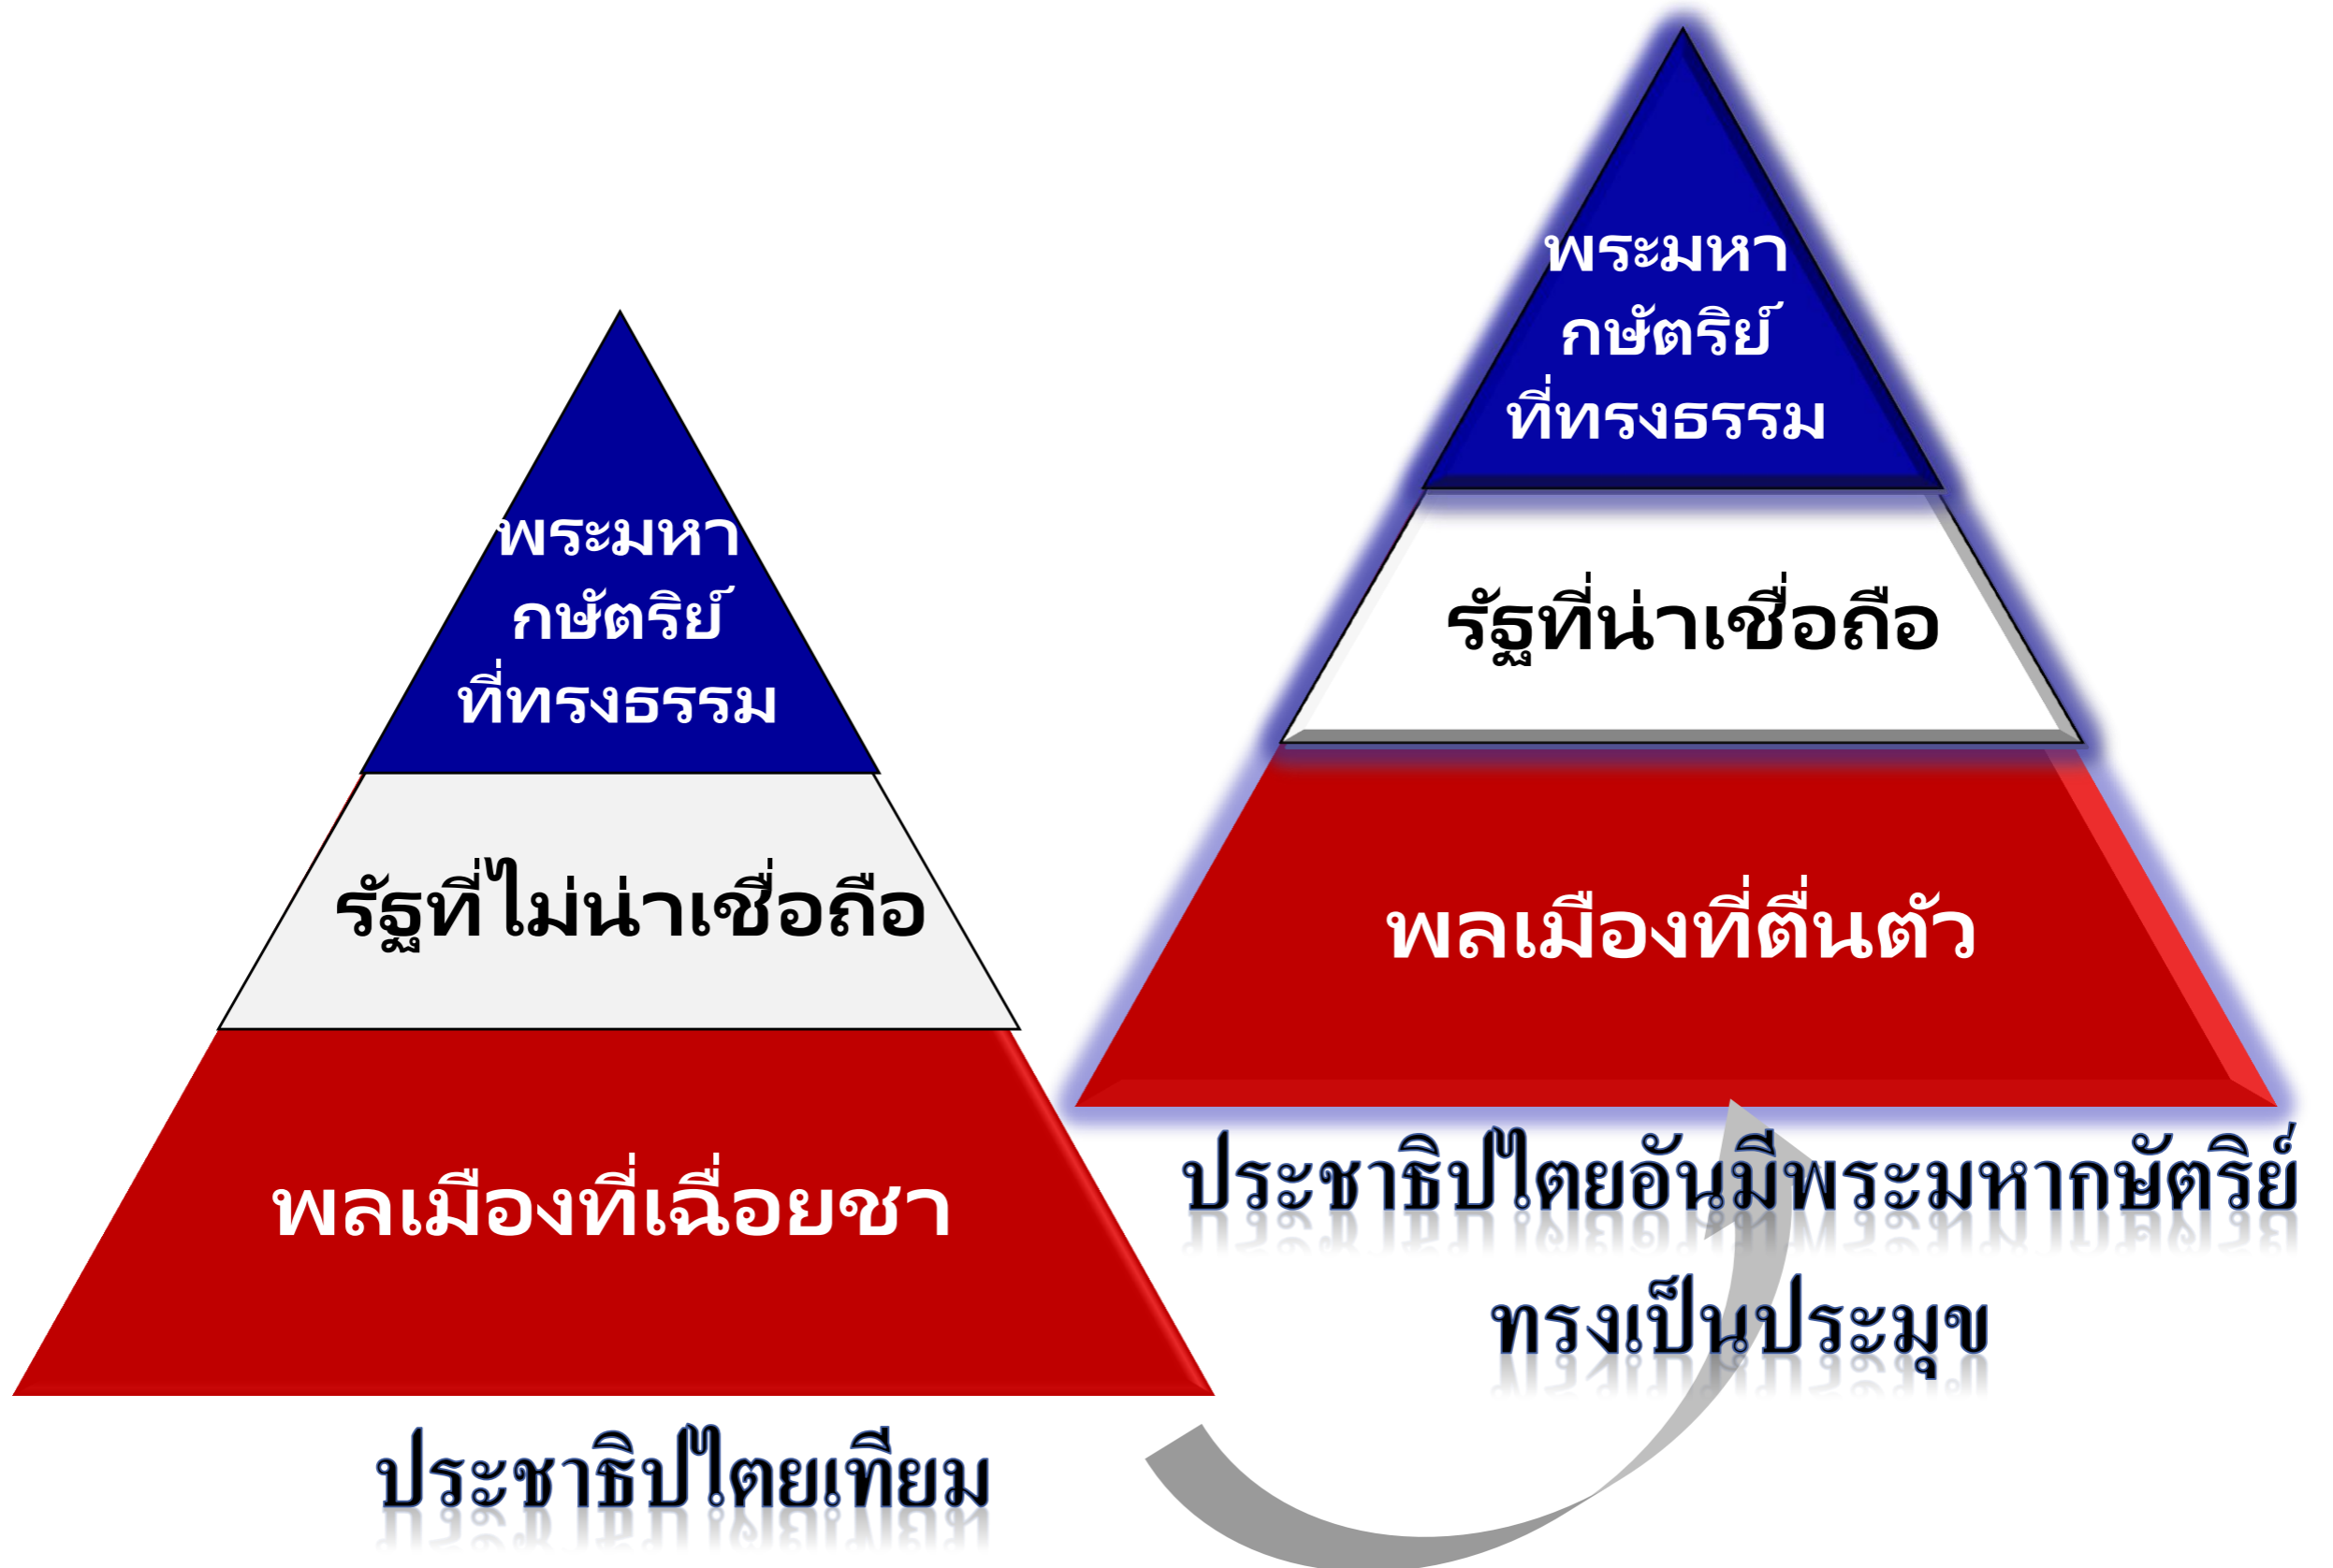 พระมหา
กษัตริย์
ที่ทรงธรรม
รัฐที่ไม่น่าเชื่อถือ
พลเมืองที่เฉื่อยชา
ประชาธิปไตยเทียม
พระมหา
กษัตริย์
ที่ทรงธรรม
รัฐที่น่าเชื่อถือ
พลเมืองที่ตื่นตัว
ประชาธิปไตยอันมีพระมหากษัตริย์
ทรงเป็นประมุข